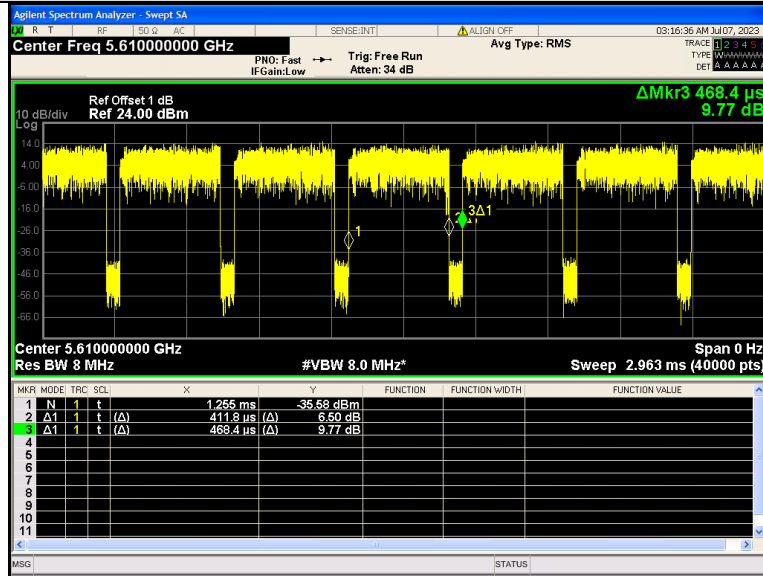 Agilent Spectrum Analyzer - Swept SA
LXI R T RF 50 Ω AC SENSE:INT ALIGN OFF 03:16:36 AM Jul 07, 2023
Center Freq 5.610000000 GHz
PNO: Fast Trig: Free Run Avg Type: RMS TRACE 1 2 3 4 5
IFGain:Low Atten: 34 dB TYPE W
DET A A A A A
ΔMkr3 468.4 µs
9.77 dB
Ref Offset 1 dB
10 dB/div Ref 24.00 dBm
Log
14.0
4.00
-6.00
-16.0
-26.0
-36.0
-46.0
-56.0
-66.0
1
3Δ1
Center 5.610000000 GHz Span 0 Hz
Res BW 8 MHz #VBW 8.0 MHz* Sweep 2.963 ms (40000 pts)
MKR MODE TRC SCL X Y FUNCTION FUNCTION WIDTH FUNCTION VALUE
1 N 1 t 1.255 ms -35.58 dBm
2 Δ1 1 t (Δ) 411.8 µs (Δ) 6.50 dB
3 Δ1 1 t (Δ) 468.4 µs (Δ) 9.77 dB
4
5
6
7
8
9
10
11
MSG STATUS